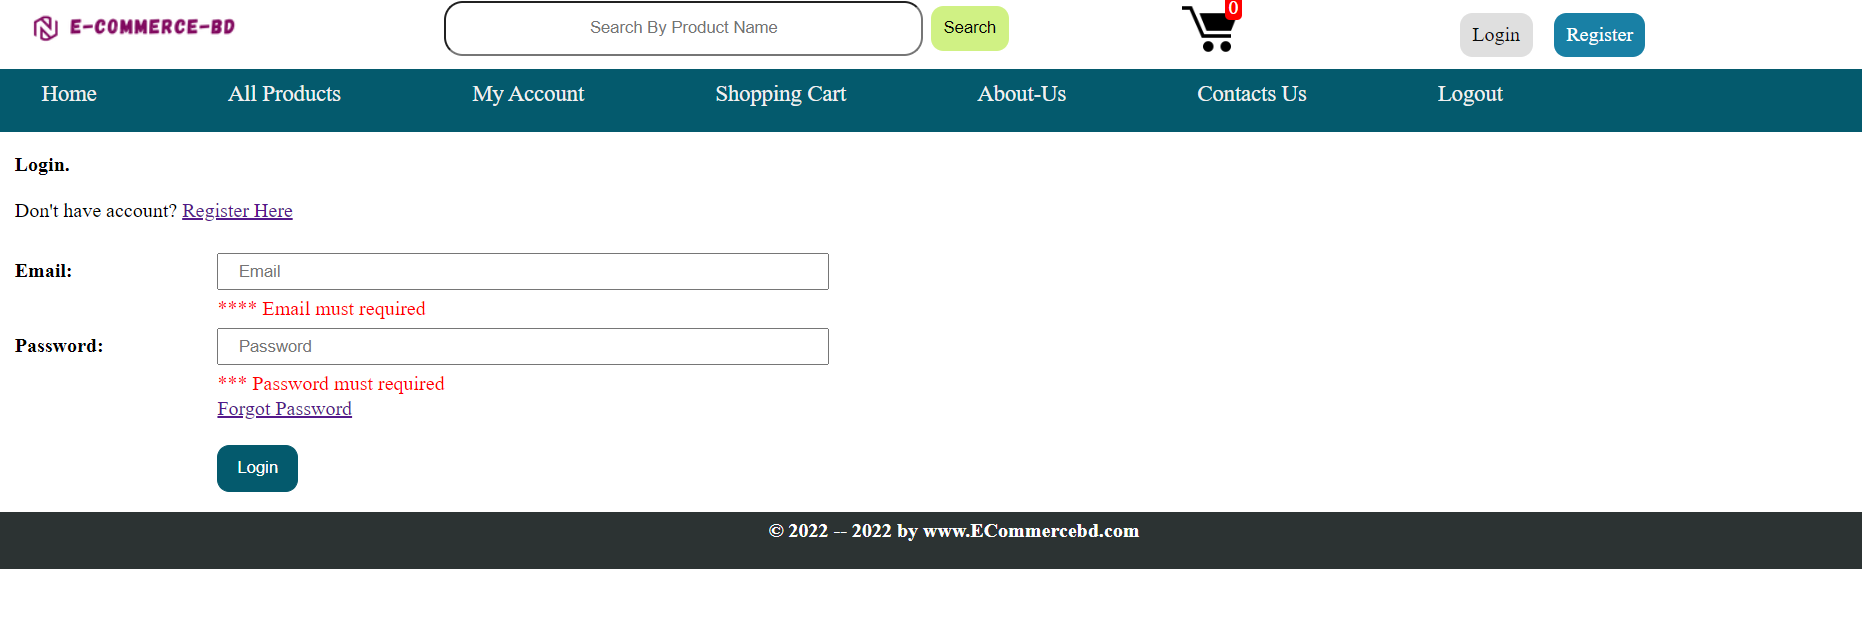 E-COMMERCE-BD
Search By Product Name
Search
0
Login
Register
Home All Products My Account Shopping Cart About-Us Contacts Us Logout
Login.
Don't have account? Register Here
Email: Email
**** Email must required
Password: Password
*** Password must required
Forgot Password
Login
© 2022 -- 2022 by www.ECommercebd.com